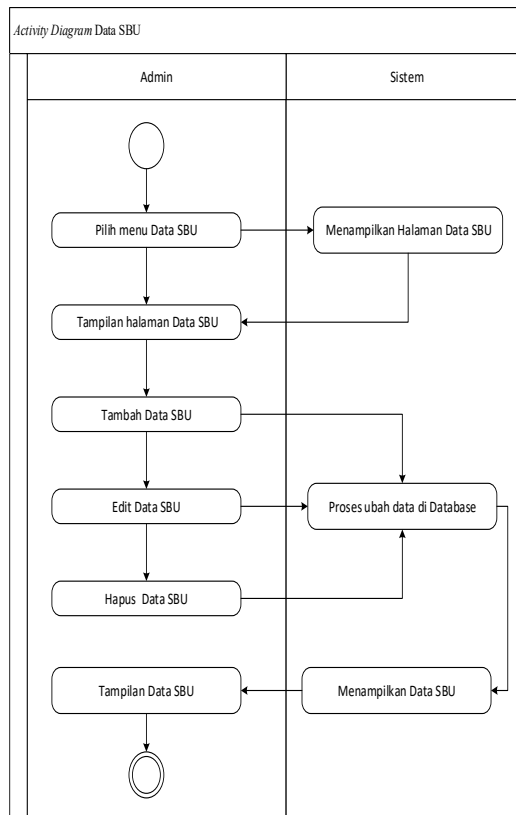 Activity Diagram Data SBU
Admin
Sistem
Pilih menu Data SBU
Menampilkan Halaman Data SBU
Tampilan halaman Data SBU
Tambah Data SBU
Edit Data SBU
Proses ubah data di Database
Hapus Data SBU
Tampilan Data SBU
Menampilkan Data SBU